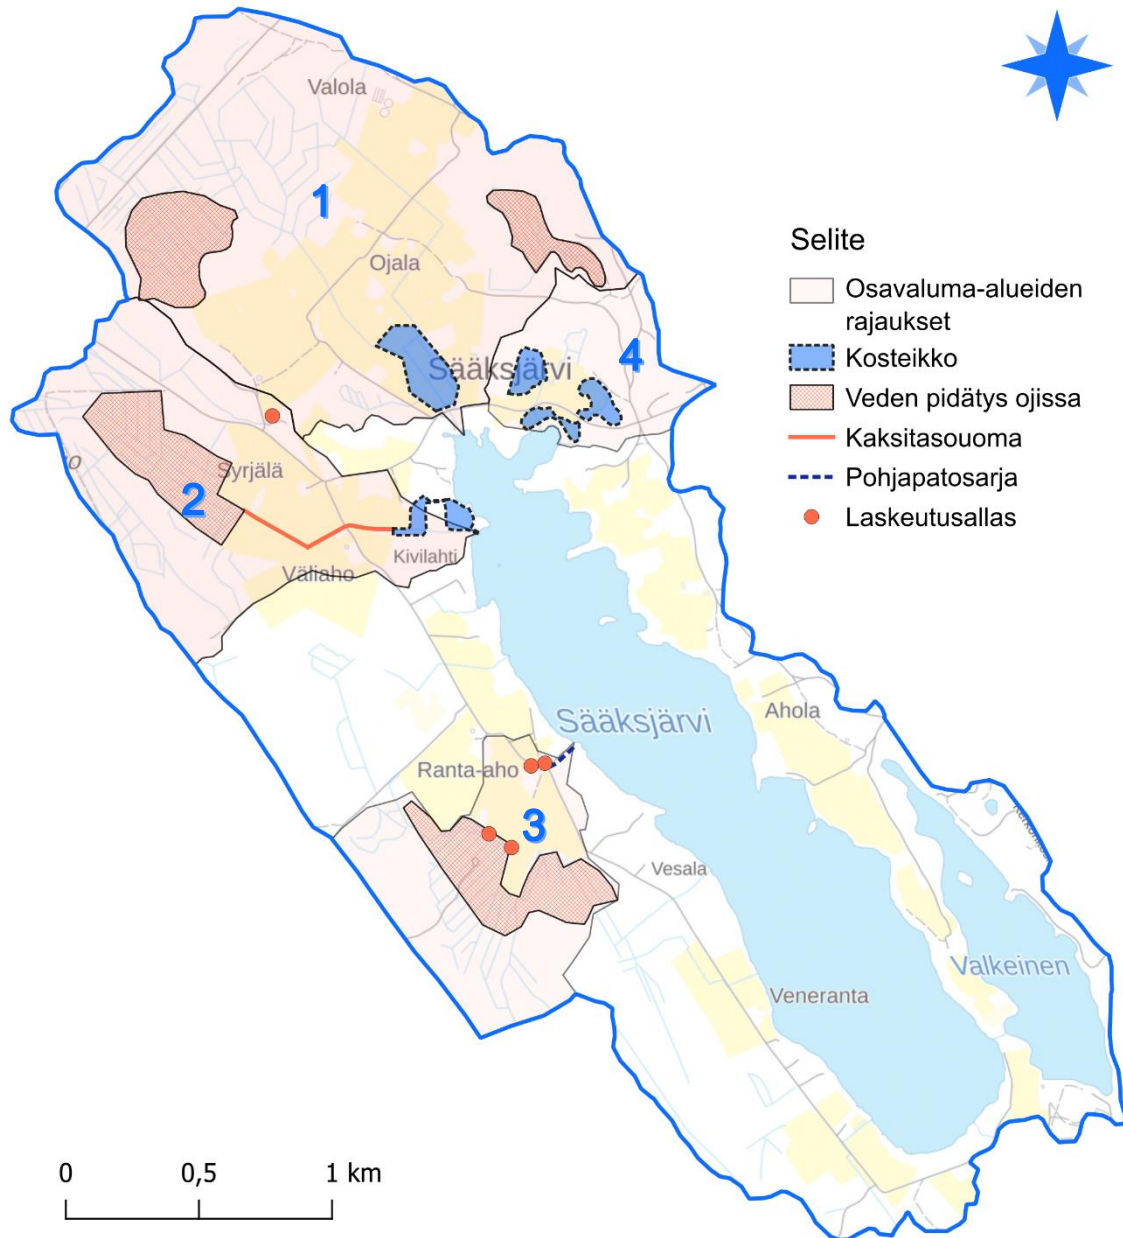 Valola
1
Ojala
Sääksjärvi
4
Syrjälä
2
Kivilahti
Väliaho
Selite
Osavaluma-alueiden
rajaukset
Kosteikko
Veden pidätys ojissa
Kaksitasouoma
Pohjapatosarja
Laskeutusallas
Sääksjärvi
Ahola
Ranta-aho
3
Vesala
Valkeinen
Veneranta
0 0,5 1 km